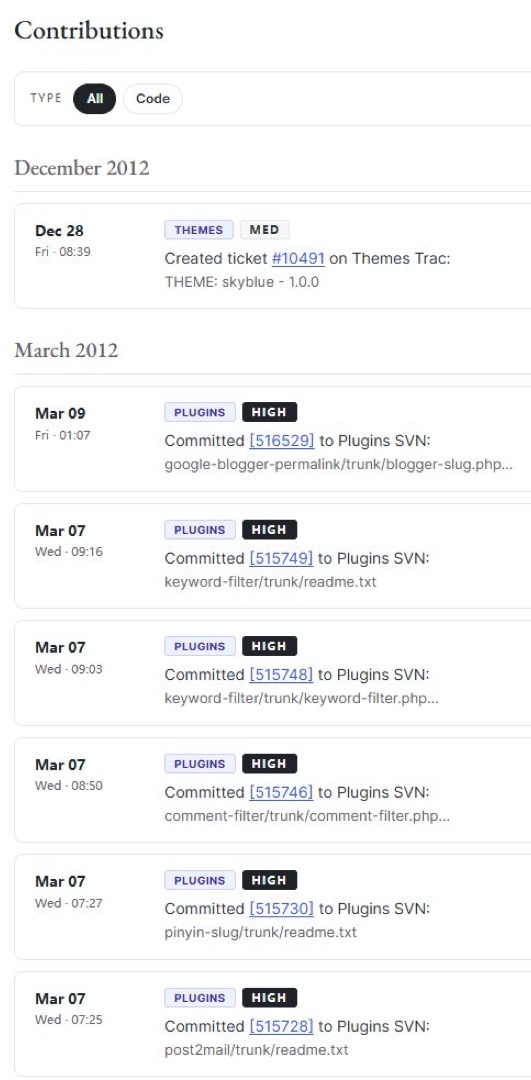 Contributions
TYPE All Code
December 2012
Dec 28
Fri · 08:39
THEMES MED
Created ticket #10491 on Themes Trac:
THEME: skyblue - 1.0.0
March 2012
Mar 09
Fri · 01:07
PLUGINS HIGH
Committed [516529] to Plugins SVN:
google-blogger-permalink/trunk/blogger-slug.php...
Mar 07
Wed · 09:16
PLUGINS HIGH
Committed [515749] to Plugins SVN:
keyword-filter/trunk/readme.txt
Mar 07
Wed · 09:03
PLUGINS HIGH
Committed [515748] to Plugins SVN:
keyword-filter/trunk/keyword-filter.php...
Mar 07
Wed · 08:50
PLUGINS HIGH
Committed [515746] to Plugins SVN:
comment-filter/trunk/comment-filter.php...
Mar 07
Wed · 07:27
PLUGINS HIGH
Committed [515730] to Plugins SVN:
pinyin-slug/trunk/readme.txt
Mar 07
Wed · 07:25
PLUGINS HIGH
Committed [515728] to Plugins SVN:
post2mail/trunk/readme.txt